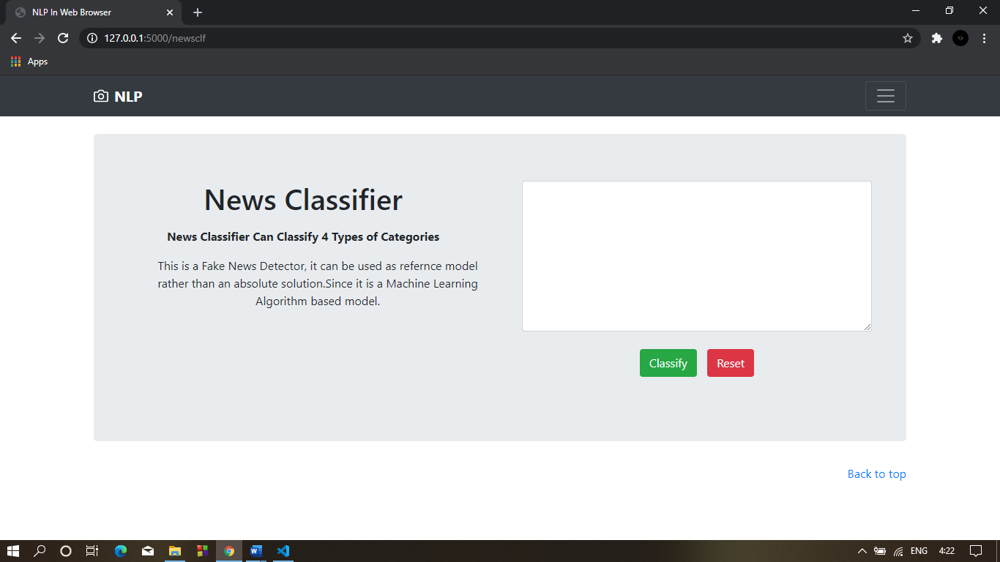 NLP In Web Browser
127.0.0.1:5000/newsclf
Apps
NLP
News Classifier
News Classifier Can Classify 4 Types of Categories
This is a Fake News Detector, it can be used as refernce model
rather than an absolute solution.Since it is a Machine Learning
Algorithm based model.
Classify
Reset
Back to top
ENG
4:22